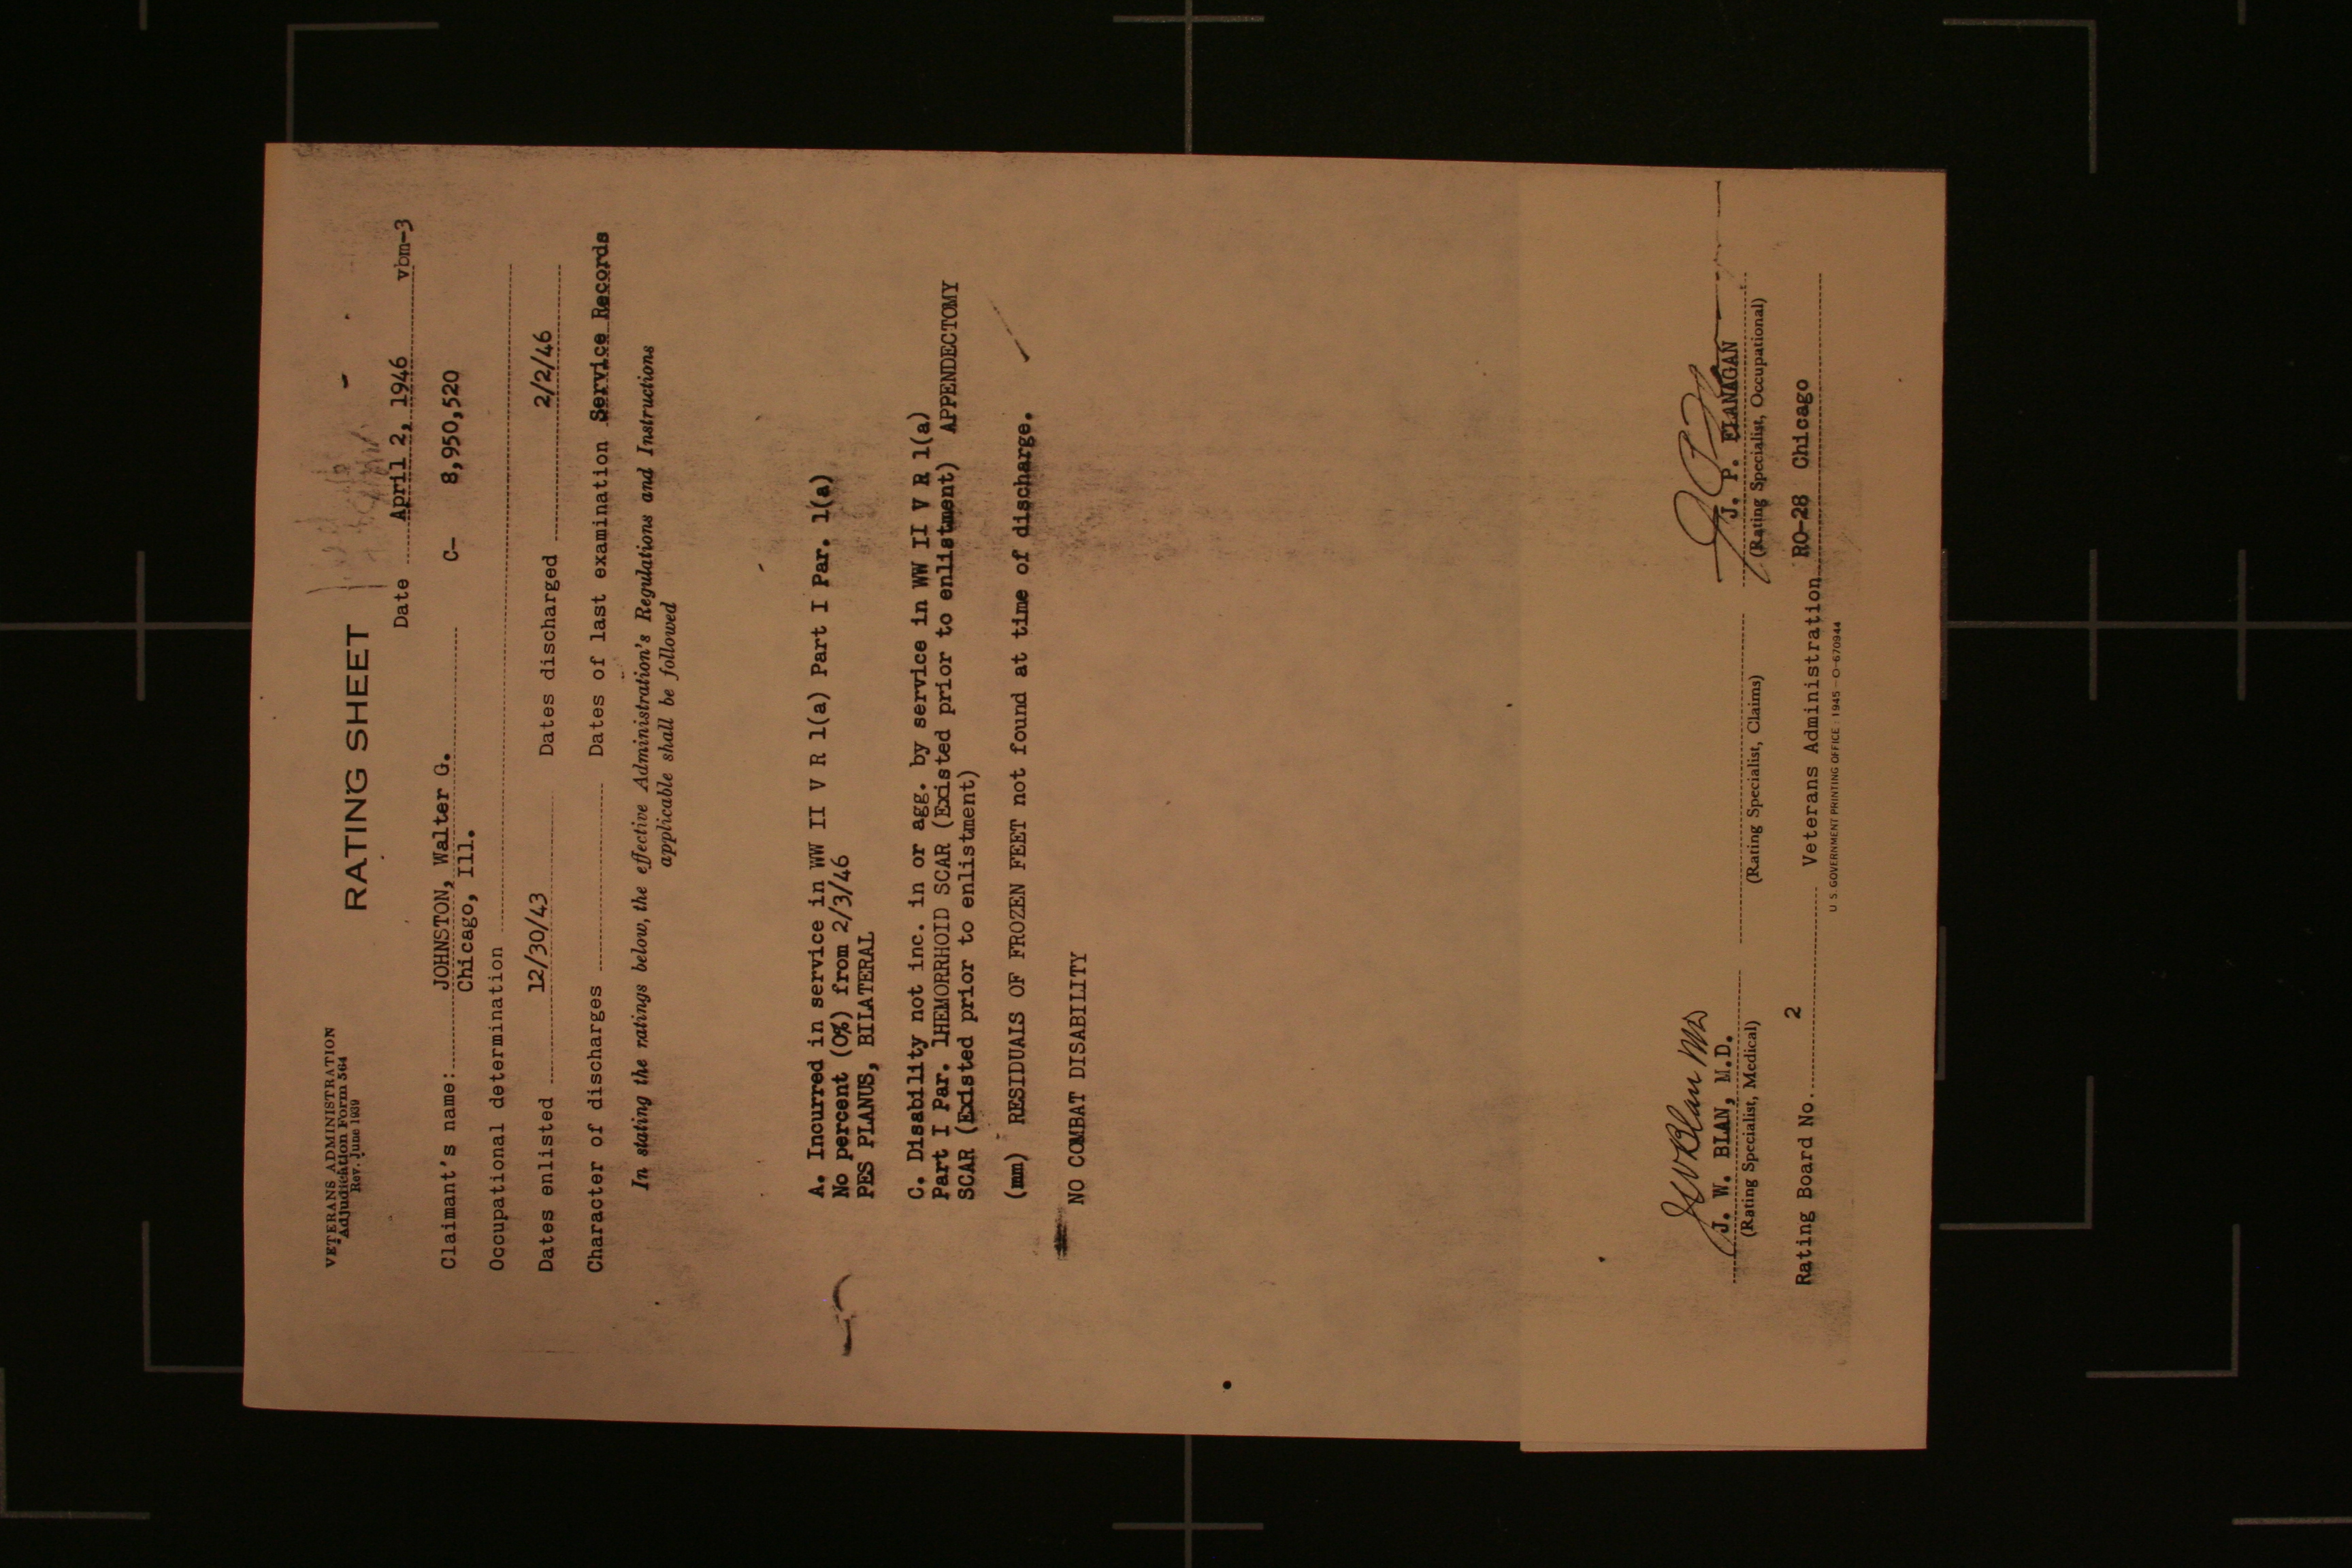 VETERANS ADMINISTRATION
Adjudication Form 564
Rev. June 1939
RATING SHEET
Date April 2, 1946 vbm-3
Claimant's name: JOHNSTON, Walter G. C- 8,950,520
Chicago, Ill.
Occupational determination
Dates enlisted 12/30/43 Dates discharged 2/2/46
Character of discharges Dates of last examination Service Records
In stating the ratings below, the effective Administration's Regulations and Instructions
applicable shall be followed
A. Incurred in service in WW II V R 1(a) Part I Par. 1(a)
No percent (0%) from 2/3/46
PES PLANUS, BILATERAL
C. Disability not inc. in or agg. by service in WW II V R 1(a)
Part I Par. 1HEMORRHOID SCAR (Existed prior to enlistment) APPENDECTOMY
SCAR (Existed prior to enlistment)
(mm) RESIDUALS OF FROZEN FEET not found at time of discharge.
NO COMBAT DISABILITY
JWBlan MD
J. W. BLAN, M.D. J. P. FLANAGAN
(Rating Specialist, Medical) (Rating Specialist, Claims) (Rating Specialist, Occupational)
Rating Board No. 2 Veterans Administration RO-28 Chicago
U S GOVERNMENT PRINTING OFFICE : 1945-O-670944